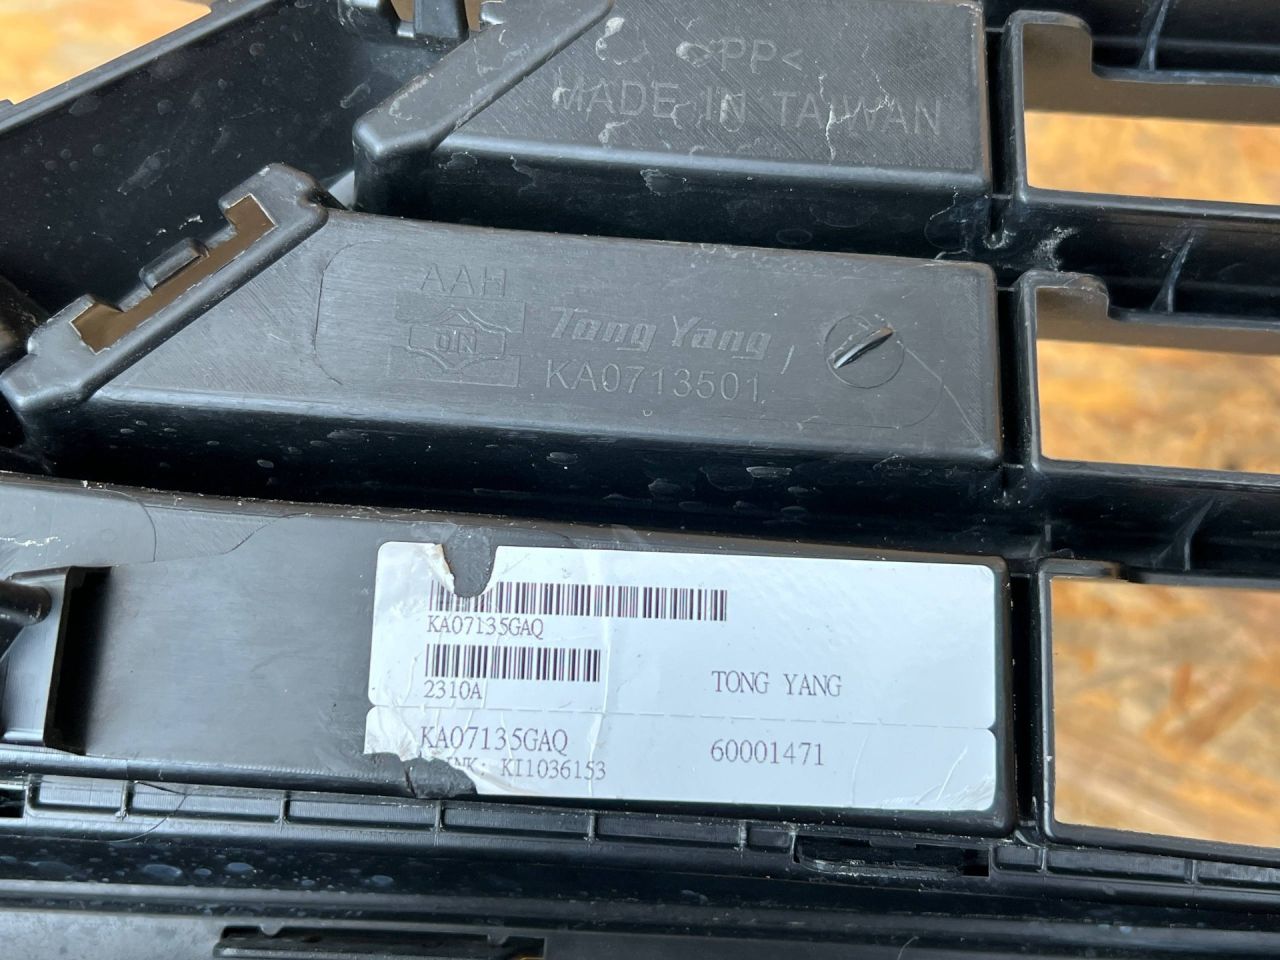 >PP<
MADE IN TAIWAN
AAH
Tong Yang
KA0713501
KA07135GAQ
2310A
TONG YANG
KA07135GAQ
60001471
KI1036153